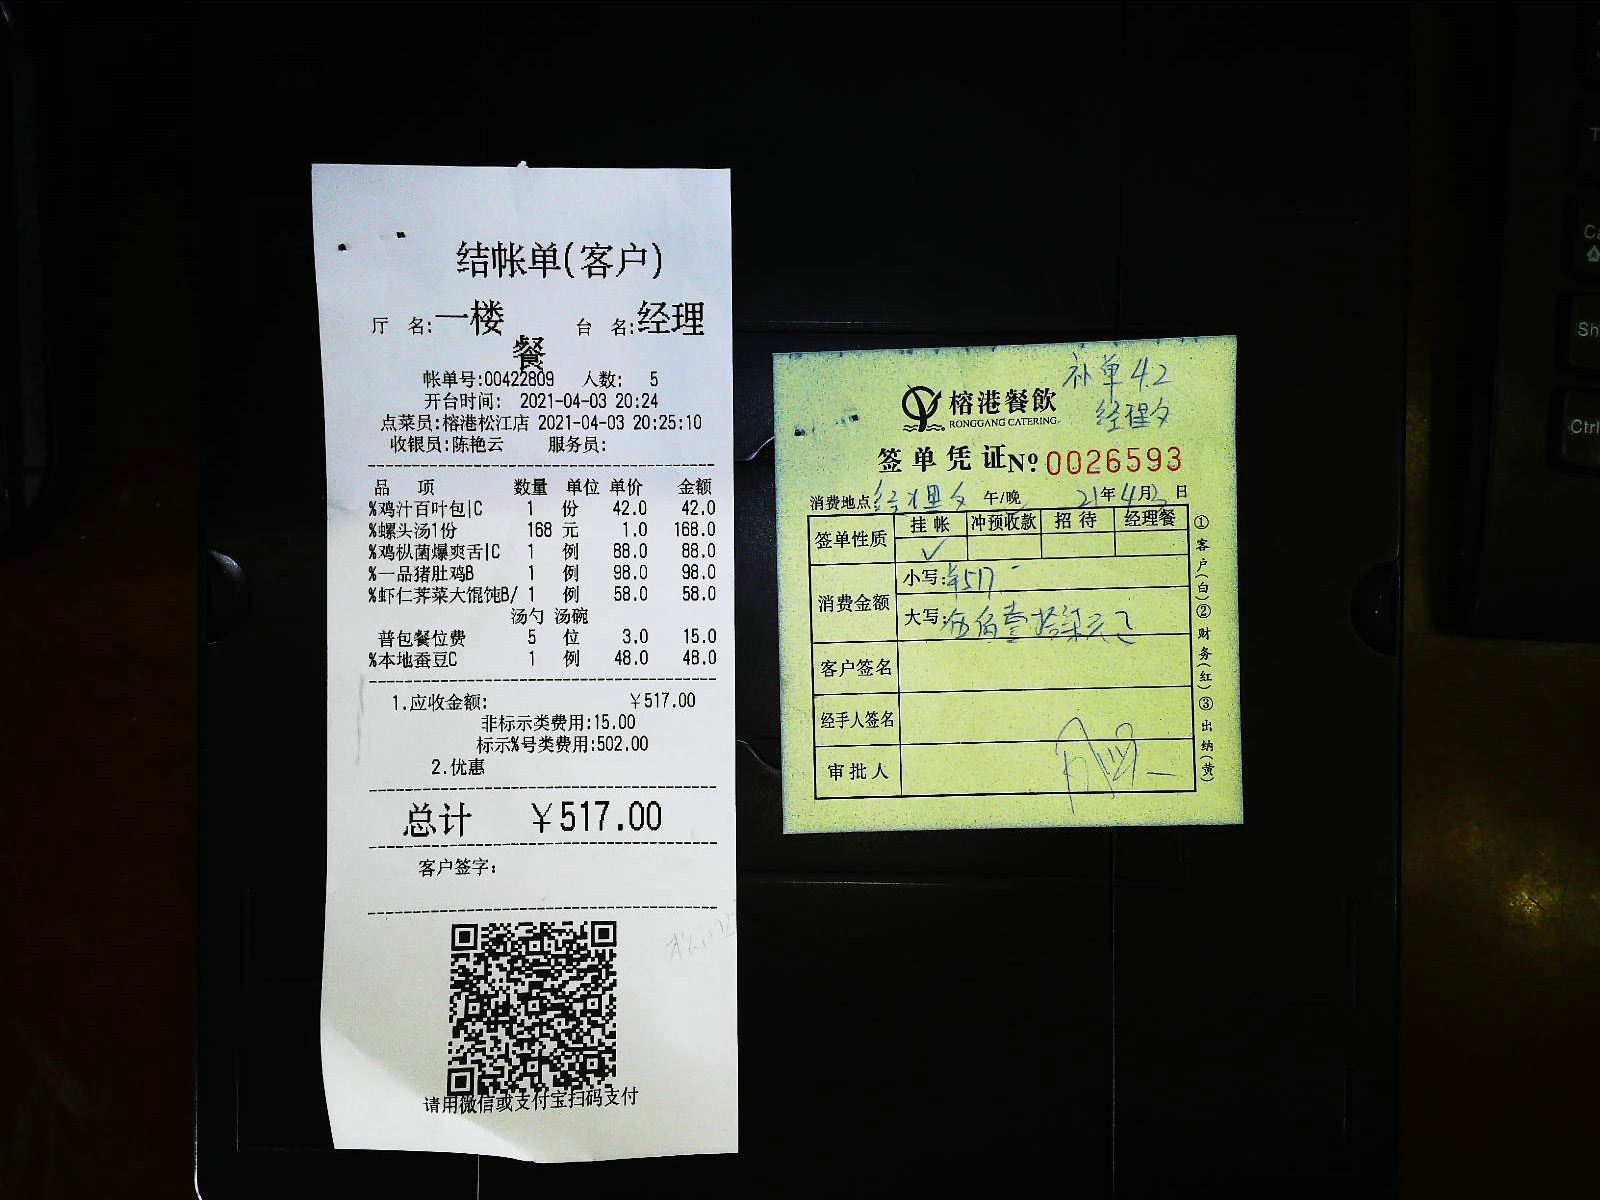 结帐单(客户)
厅 名:一楼 台 名:经理
餐
帐单号:00422809 人数: 5
开台时间: 2021-04-03 20:24
点菜员:榕港松江店 2021-04-03 20:25:10
收银员:陈艳云 服务员:
品 项 数量 单位 单价 金额
%鸡汁百叶包|C 1 份 42.0 42.0
%螺头汤1份 168 元 1.0 168.0
%鸡枞菌爆爽舌|C 1 例 88.0 88.0
%一品猪肚鸡B 1 例 98.0 98.0
%虾仁荠菜大馄饨B/ 1 例 58.0 58.0
汤勺 汤碗
普包餐位费 5 位 3.0 15.0
%本地蚕豆C 1 例 48.0 48.0
1.应收金额: ￥517.00
非标示类费用:15.00
标示%号类费用:502.00
2.优惠
总计 ￥517.00
客户签字:
请用微信或支付宝扫码支付
补单 4.2
经理
榕港餐飲
RONGGANG CATERING
签单凭证 Nº 0026593
消费地点 经理 午/晚 21年4月 日
签单性质 挂帐 冲预收款 招待 经理餐
✓
消费金额 小写:¥517
大写:伍佰壹拾柒元
客户签名
经手人签名
审批人
①客户(白)②财务(红)③出纳(黄)